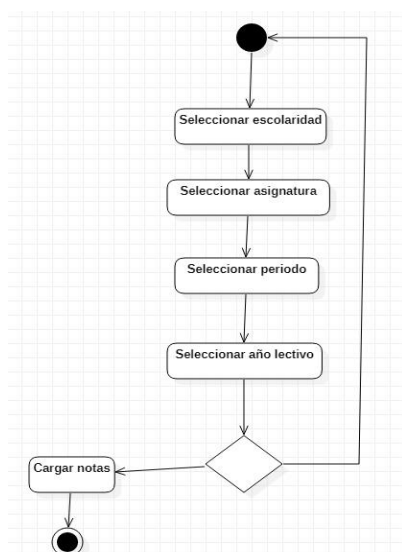 Seleccionar escolaridad
Seleccionar asignatura
Seleccionar periodo
Seleccionar año lectivo
Cargar notas